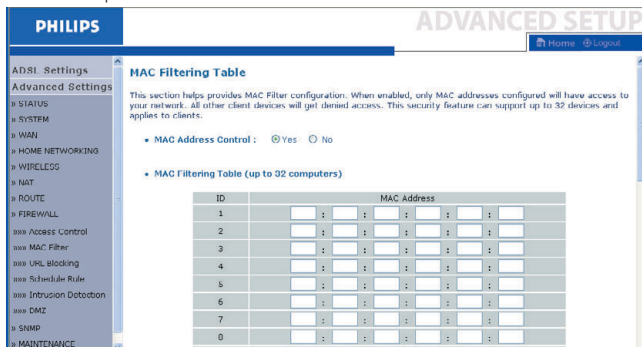 PHILIPS
ADVANCED SETUP
Home Logout
ADSL Settings
Advanced Settings
» STATUS
» SYSTEM
» WAN
» HOME NETWORKING
» WIRELESS
» NAT
» ROUTE
» FIREWALL
»»» Access Control
»»» MAC Filter
»»» URL Blocking
»»» Schedule Rule
»»» Intrusion Detection
»»» DMZ
» SNMP
» MAINTENANCE
MAC Filtering Table
This section helps provides MAC Filter configuration. When enabled, only MAC addresses configured will have access to
your network. All other client devices will get denied access. This security feature can support up to 32 devices and
applies to clients.
• MAC Address Control : Yes No
• MAC Filtering Table (up to 32 computers)
ID MAC Address
1 : : : : :
2 : : : : :
3 : : : : :
4 : : : : :
5 : : : : :
6 : : : : :
7 : : : : :
8 : : : : :